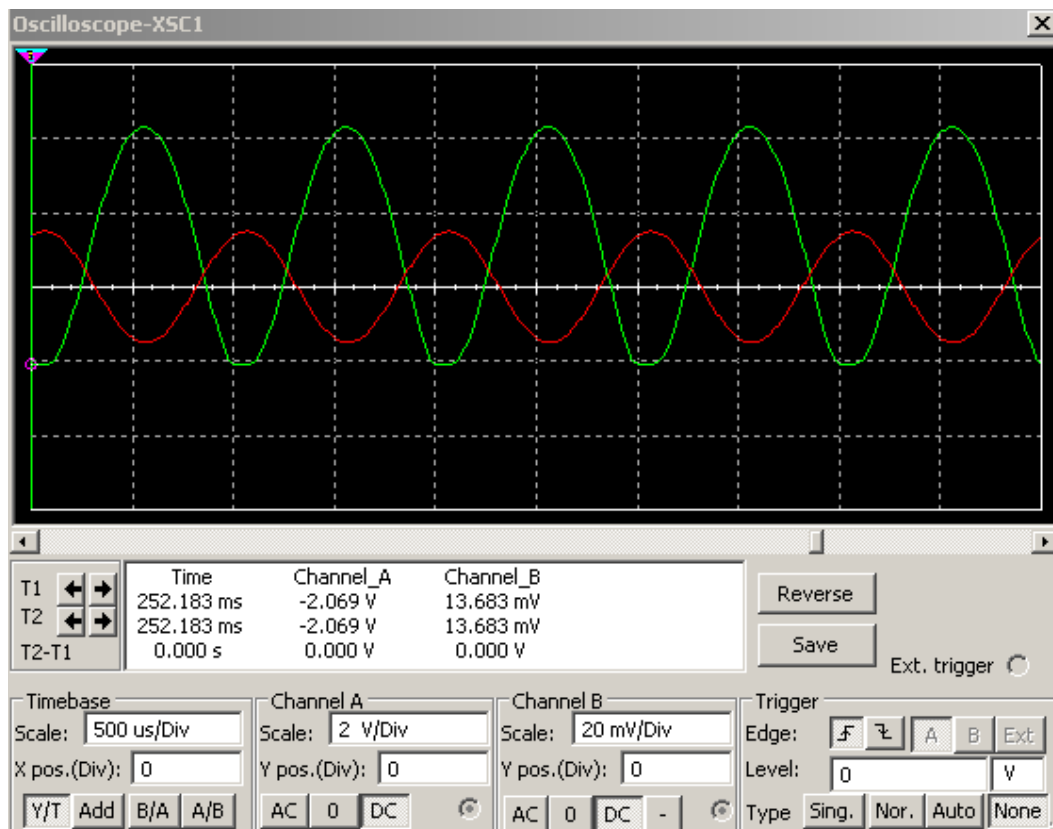 Oscilloscope-XSC1
T1
T2
T2-T1
Time Channel_A Channel_B
252.183 ms -2.069 V 13.683 mV
252.183 ms -2.069 V 13.683 mV
0.000 s 0.000 V 0.000 V
Reverse
Save
Ext. trigger
Timebase
Scale: 500 us/Div
X pos.(Div): 0
Y/T Add B/A A/B
Channel A
Scale: 2 V/Div
Y pos.(Div): 0
AC 0 DC
Channel B
Scale: 20 mV/Div
Y pos.(Div): 0
AC 0 DC -
Trigger
Edge: A B Ext
Level: 0 V
Type Sing. Nor. Auto None